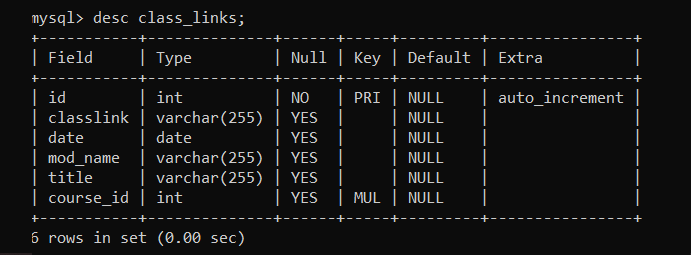 mysql> desc class_links;
+-----------+--------------+------+-----+---------+----------------+
| Field     | Type         | Null | Key | Default | Extra          |
+-----------+--------------+------+-----+---------+----------------+
| id        | int          | NO   | PRI | NULL    | auto_increment |
| classlink | varchar(255) | YES  |     | NULL    |                |
| date      | date         | YES  |     | NULL    |                |
| mod_name  | varchar(255) | YES  |     | NULL    |                |
| title     | varchar(255) | YES  |     | NULL    |                |
| course_id | int          | YES  | MUL | NULL    |                |
+-----------+--------------+------+-----+---------+----------------+
6 rows in set (0.00 sec)